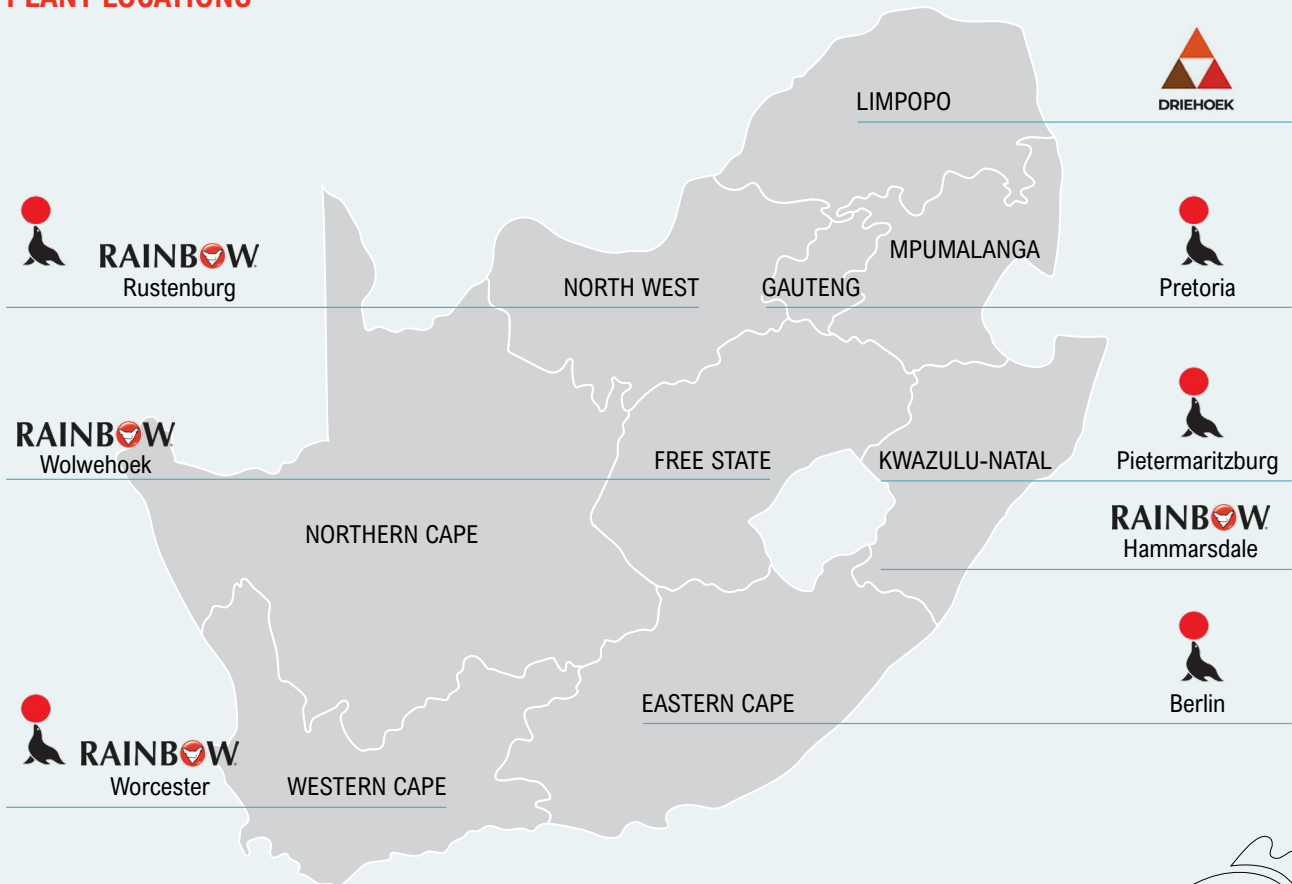 PLANT LOCATIONS
LIMPOPO
DRIEHOEK
RAINBOW
Rustenburg
NORTH WEST
GAUTENG
MPUMALANGA
Pretoria
RAINBOW
Wolwehoek
FREE STATE
KWAZULU-NATAL
Pietermaritzburg
RAINBOW
Hammarsdale
NORTHERN CAPE
EASTERN CAPE
Berlin
RAINBOW
Worcester
WESTERN CAPE